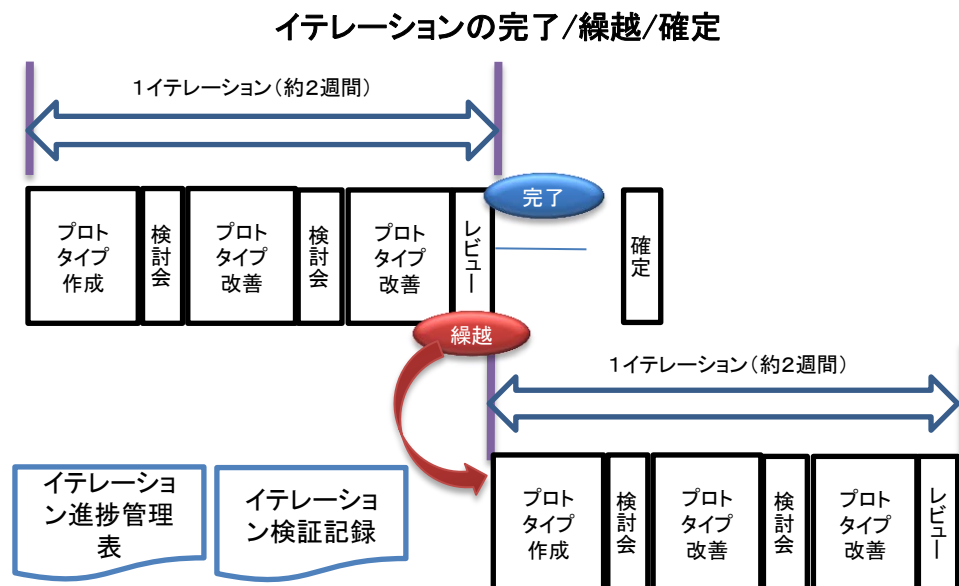 イテレーションの完了/繰越/確定
1イテレーション(約2週間)
プロト
タイプ
作成
検討会
プロト
タイプ
改善
検討会
プロト
タイプ
改善
レビュー
完了
確定
繰越
1イテレーション(約2週間)
イテレーショ
ン進捗管理
表
イテレーショ
ン検証記録
プロト
タイプ
作成
検討会
プロト
タイプ
改善
検討会
プロト
タイプ
改善
レビュー